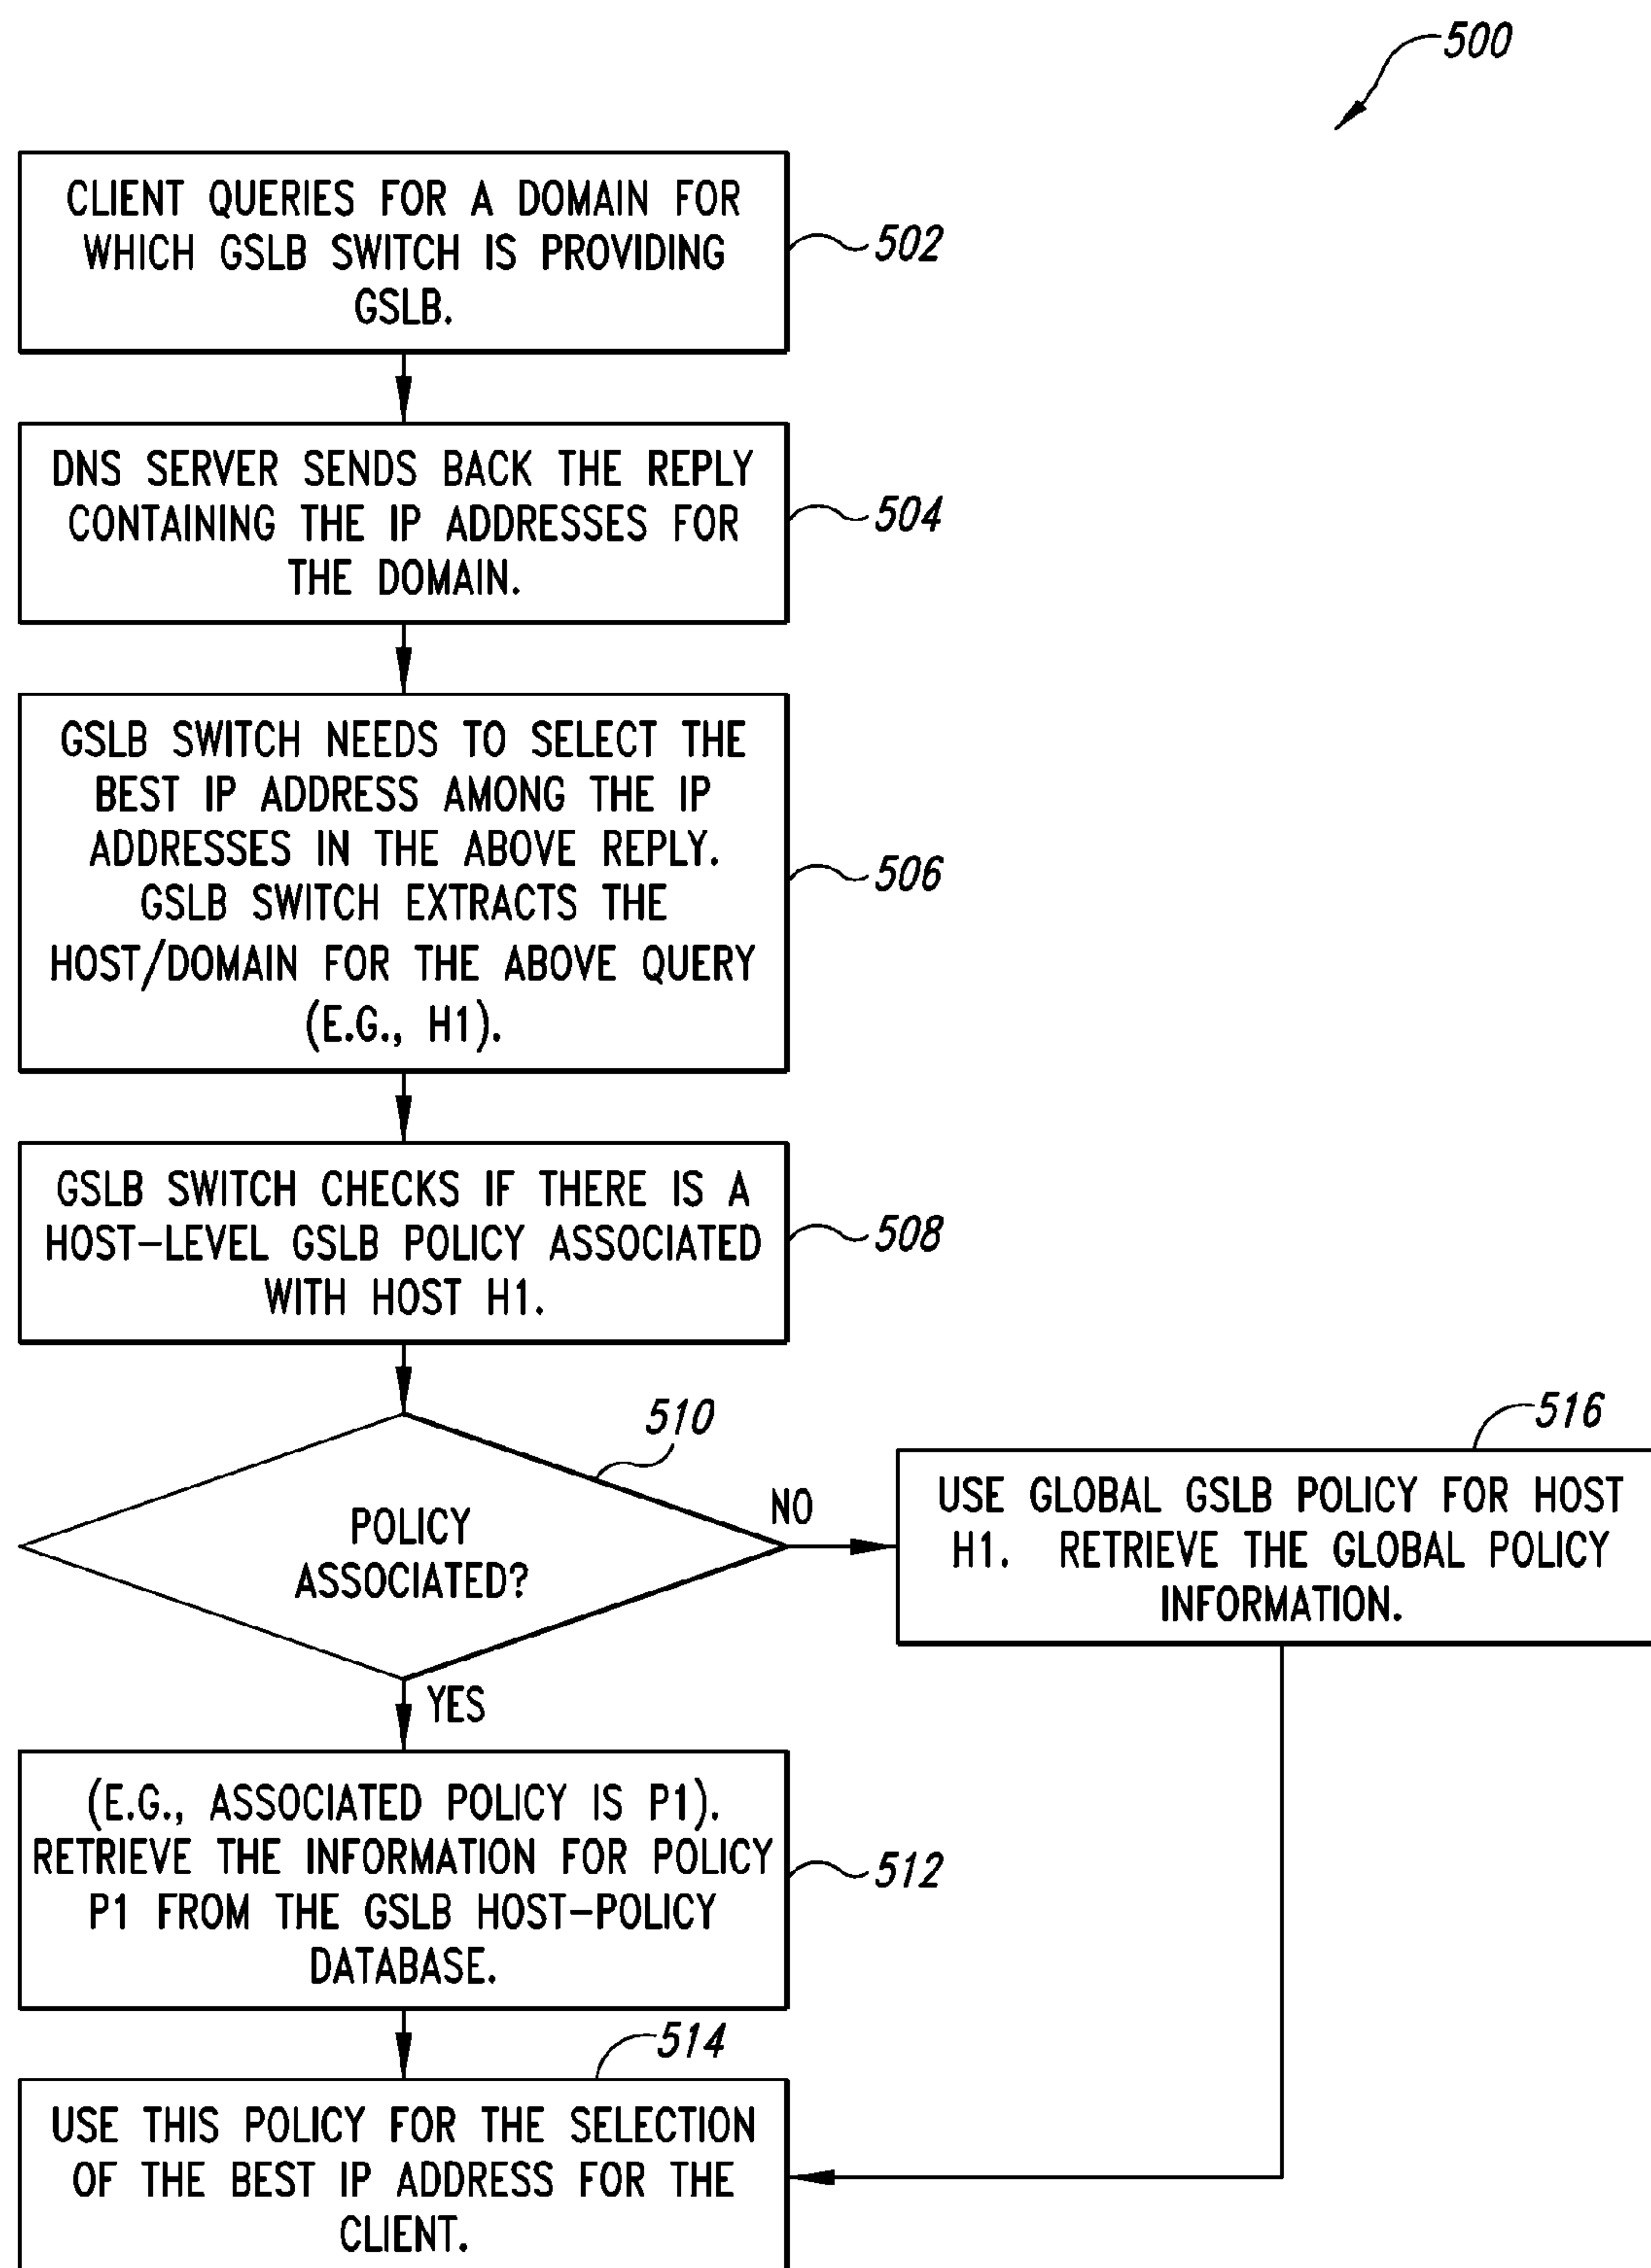 500
CLIENT QUERIES FOR A DOMAIN FOR
WHICH GSLB SWITCH IS PROVIDING
GSLB.
502
DNS SERVER SENDS BACK THE REPLY
CONTAINING THE IP ADDRESSES FOR
THE DOMAIN.
504
GSLB SWITCH NEEDS TO SELECT THE
BEST IP ADDRESS AMONG THE IP
ADDRESSES IN THE ABOVE REPLY.
GSLB SWITCH EXTRACTS THE
HOST/DOMAIN FOR THE ABOVE QUERY
(E.G., H1).
506
GSLB SWITCH CHECKS IF THERE IS A
HOST-LEVEL GSLB POLICY ASSOCIATED
WITH HOST H1.
508
510
POLICY
ASSOCIATED?
NO
516
USE GLOBAL GSLB POLICY FOR HOST
H1. RETRIEVE THE GLOBAL POLICY
INFORMATION.
YES
(E.G., ASSOCIATED POLICY IS P1).
RETRIEVE THE INFORMATION FOR POLICY
P1 FROM THE GSLB HOST-POLICY
DATABASE.
512
514
USE THIS POLICY FOR THE SELECTION
OF THE BEST IP ADDRESS FOR THE
CLIENT.